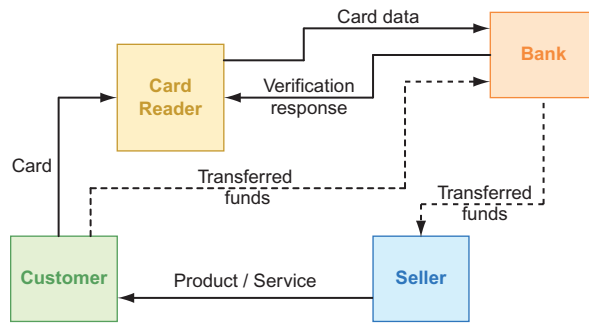 Card data
Bank
Card
Reader
Verification
response
Card
Transferred
funds
Transferred
funds
Customer
Product / Service
Seller